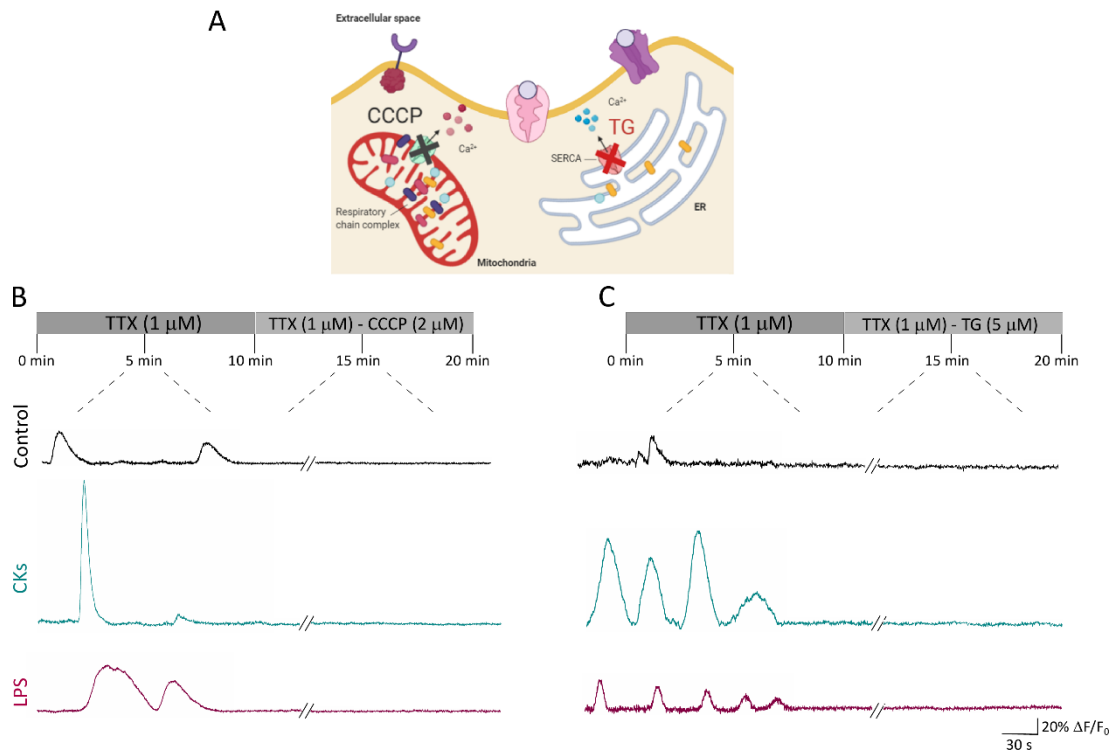 A
Extracellular space
CCCP
Ca²⁺
Ca²⁺
TG
SERCA
Respiratory
chain complex
ER
Mitochondria
B
TTX (1 μM)
TTX (1 μM) - CCCP (2 μM)
0 min
5 min
10 min
15 min
20 min
C
TTX (1 μM)
TTX (1 μM) - TG (5 μM)
0 min
5 min
10 min
15 min
20 min
Control
CKs
LPS
20% ΔF/F₀
30 s